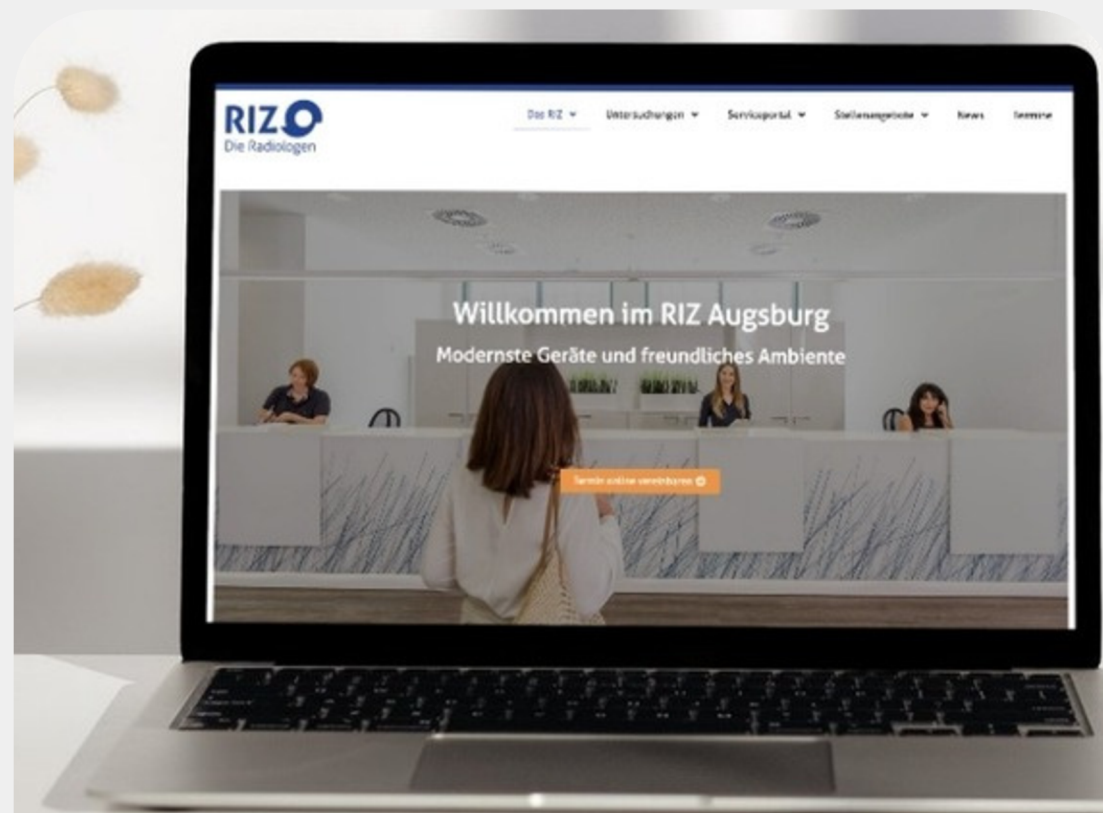 RIZ
Die Radiologen
Das RIZ
Untersuchungen
Serviceportal
Stellenangebote
News
Termine
Willkommen im RIZ Augsburg
Modernste Geräte und freundliches Ambiente
Termin online vereinbaren